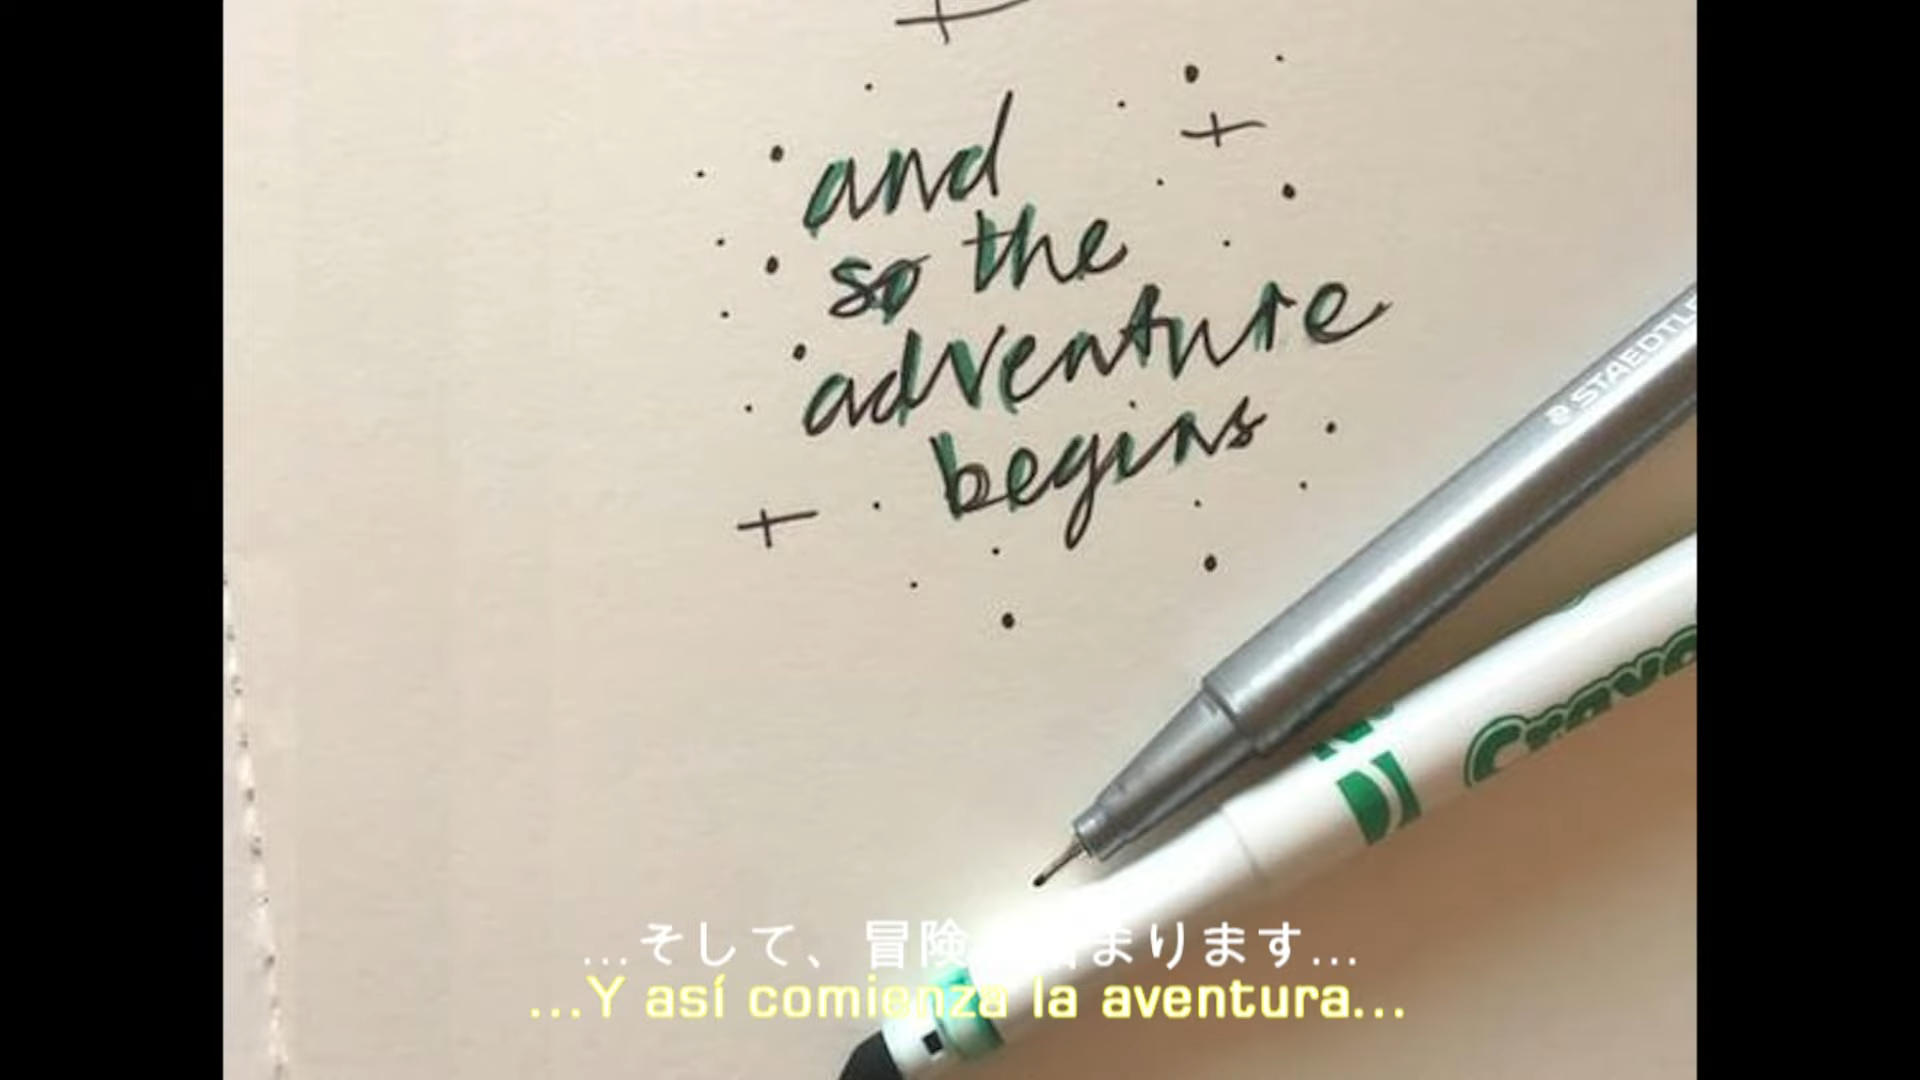 and
so the
adventure
begins
STAEDTL
Crayo
...そして、冒険 まります...
...Y así comienza la aventura...